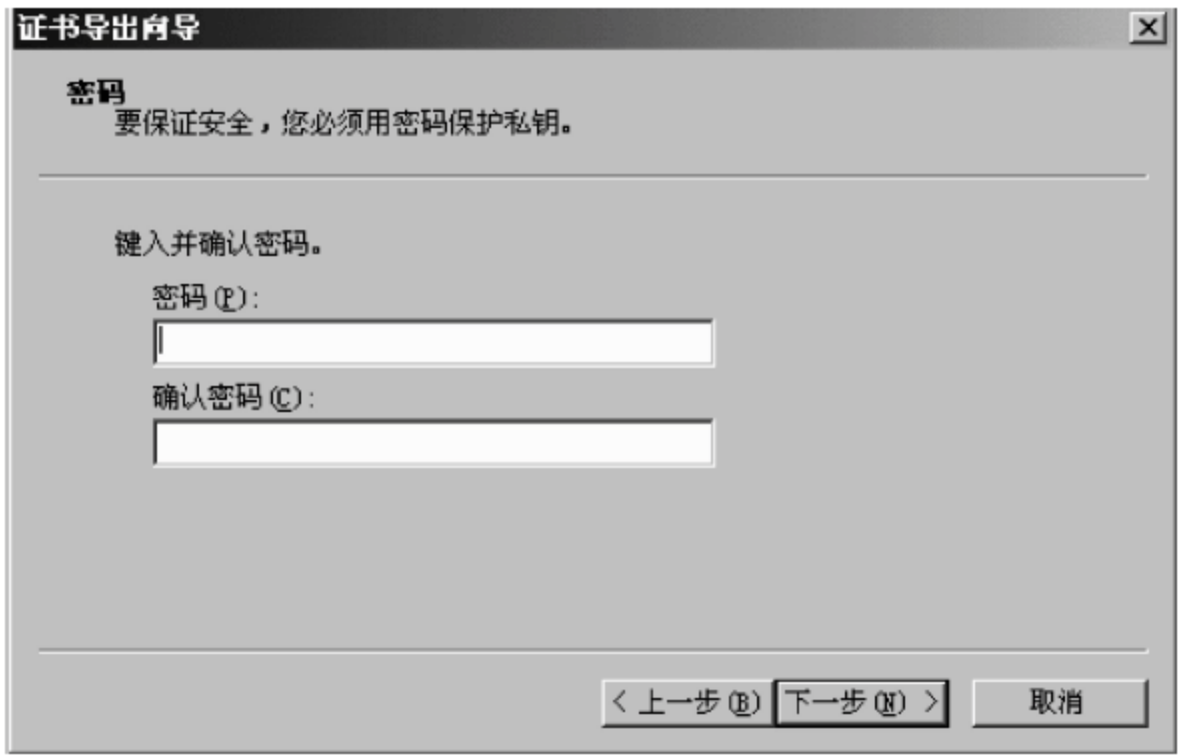 证书导出向导
密码
要保证安全，您必须用密码保护私钥。
键入并确认密码。
密码(P)：
确认密码(C)：
< 上一步(B) 下一步(N) > 取消